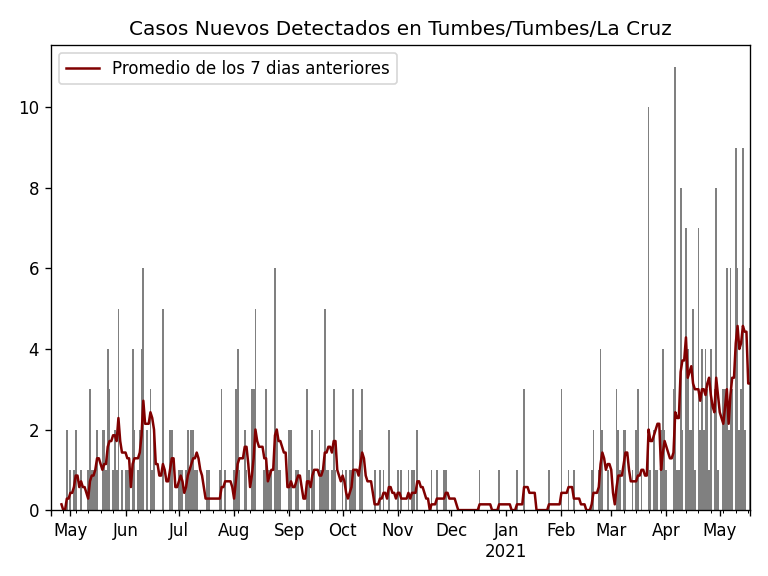 Casos Nuevos Detectados en Tumbes/Tumbes/La Cruz
Promedio de los 7 dias anteriores
10
8
6
4
2
0
May Jun Jul Aug Sep Oct Nov Dec Jan Feb Mar Apr May
2021